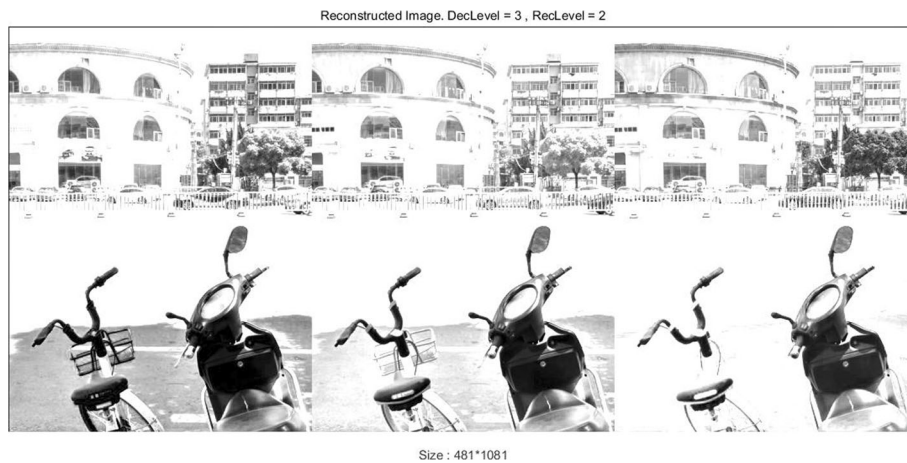 Reconstructed Image. DecLevel = 3 , RecLevel = 2
Size : 481*1081